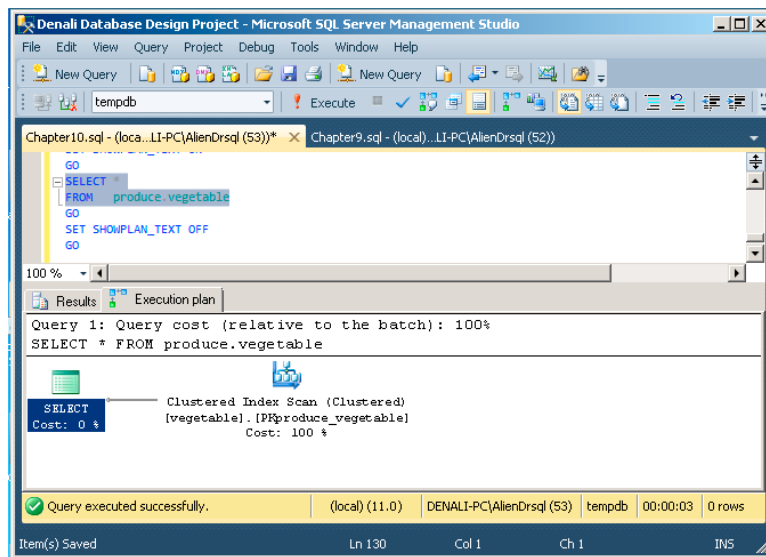 Denali Database Design Project - Microsoft SQL Server Management Studio
File Edit View Query Project Debug Tools Window Help
New Query New Query
tempdb Execute
Chapter10.sql - (loca...LI-PC\AlienDrsql (53))* Chapter9.sql - (local)...LI-PC\AlienDrsql (52))
GO
SELECT *
FROM produce.vegetable
GO
SET SHOWPLAN_TEXT OFF
GO
100 %
Results Execution plan
Query 1: Query cost (relative to the batch): 100%
SELECT * FROM produce.vegetable
SELECT
Cost: 0 %
Clustered Index Scan (Clustered)
[vegetable].[PKproduce_vegetable]
Cost: 100 %
Query executed successfully. (local) (11.0) DENALI-PC\AlienDrsql (53) tempdb 00:00:03 0 rows
Item(s) Saved Ln 130 Col 1 Ch 1 INS